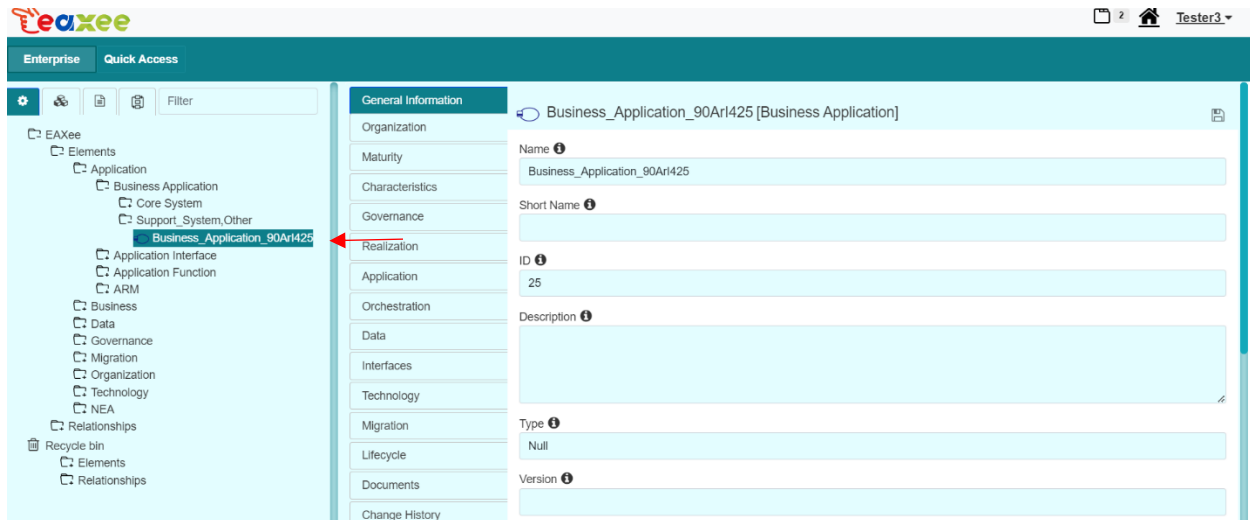 eaxee
2
Tester3
Enterprise
Quick Access
Filter
EAXee
Elements
Application
Business Application
Core System
Support_System,Other
Business_Application_90ArI425
Application Interface
Application Function
ARM
Business
Data
Governance
Migration
Organization
Technology
NEA
Relationships
Recycle bin
Elements
Relationships
General Information
Organization
Maturity
Characteristics
Governance
Realization
Application
Orchestration
Data
Interfaces
Technology
Migration
Lifecycle
Documents
Change History
Business_Application_90ArI425 [Business Application]
Name
Business_Application_90ArI425
Short Name
ID
25
Description
Type
Null
Version